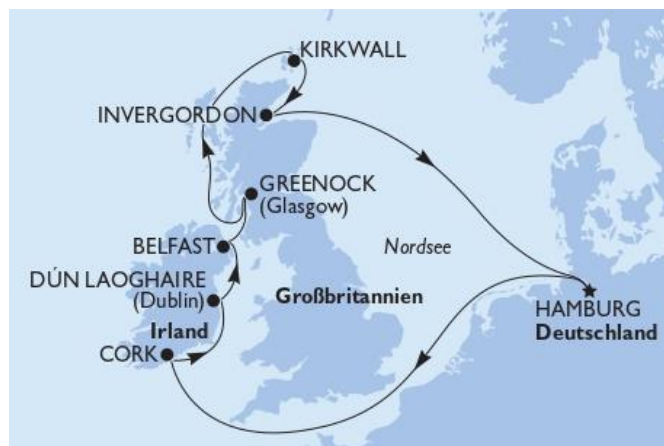 KIRKWALL
INVERGORDON
GREENOCK
(Glasgow)
BELFAST
Nordsee
DÚN LAOGHAIRE
(Dublin)
Großbritannien
HAMBURG
Deutschland
Irland
CORK